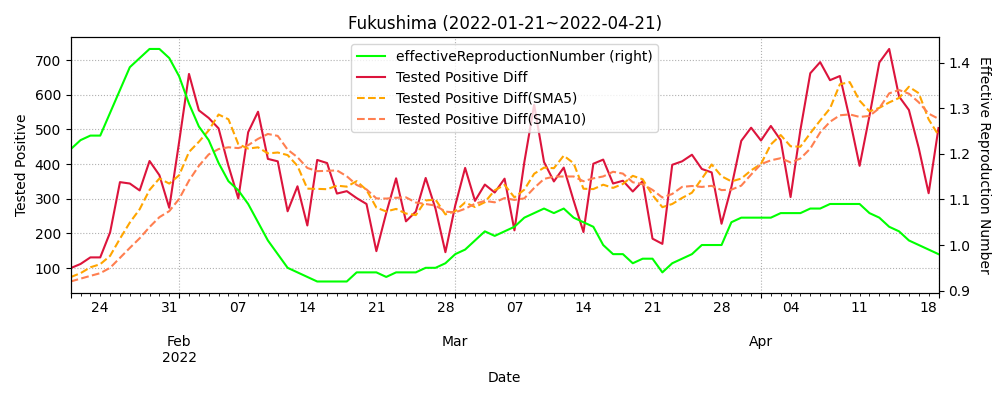 Fukushima (2022-01-21~2022-04-21)
effectiveReproductionNumber (right)
Tested Positive Diff
Tested Positive Diff(SMA5)
Tested Positive Diff(SMA10)
Tested Positive
700
600
500
400
300
200
100
Effective Reproduction Number
1.4
1.3
1.2
1.1
1.0
0.9
24 31 07 14 21 28 07 14 21 28 04 11 18
Feb Mar Apr
2022
Date